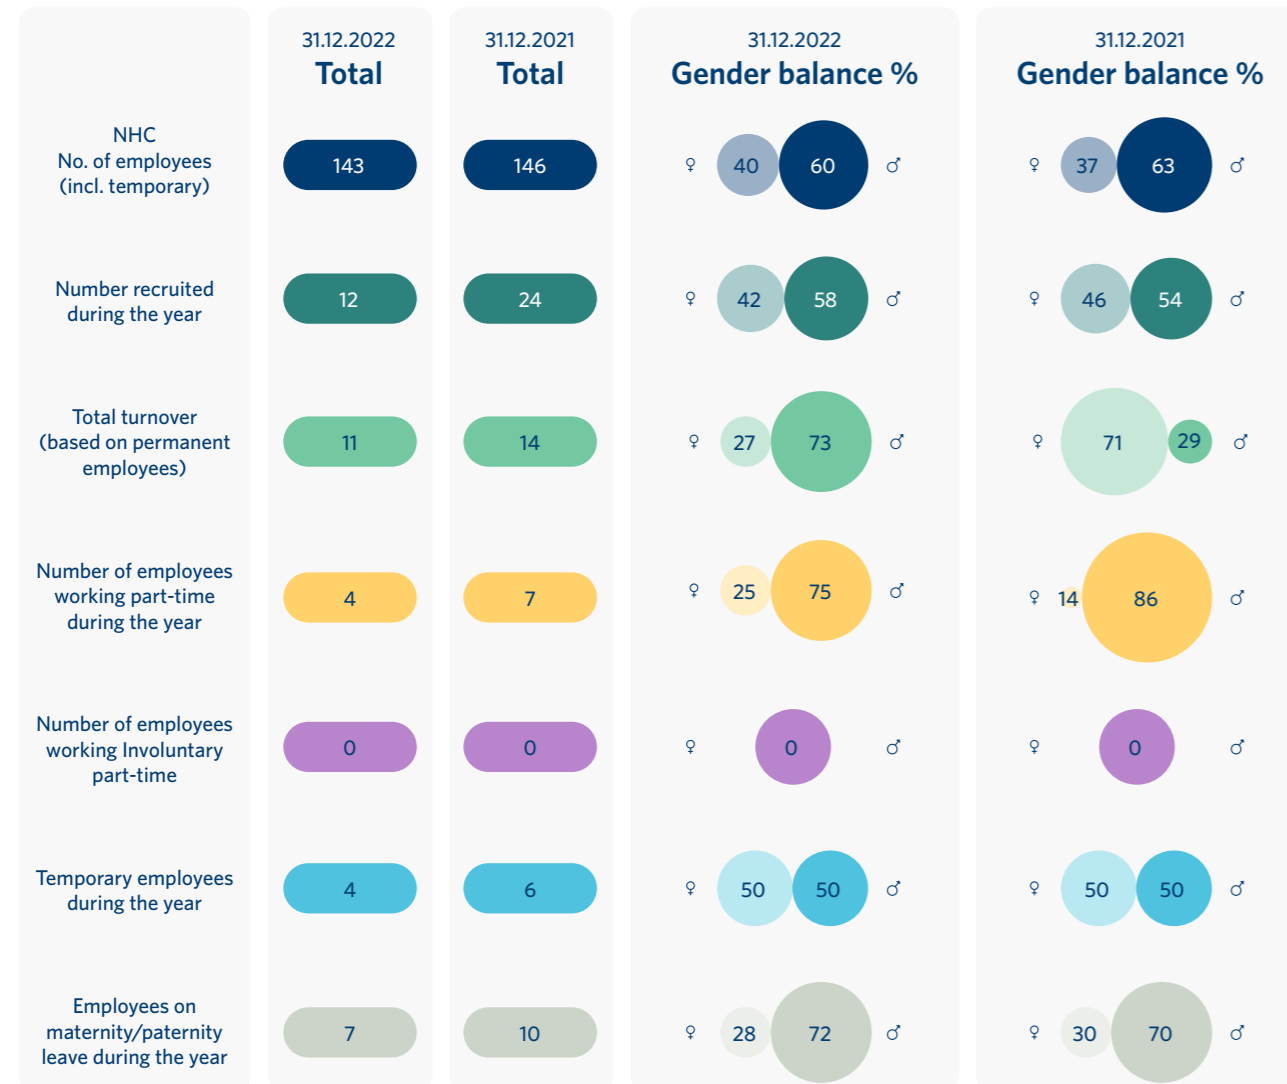 31.12.2022
Total
31.12.2021
Total
31.12.2022
Gender balance %
31.12.2021
Gender balance %
NHC
No. of employees
(incl. temporary)
143
146
♀ 40 60 ♂
♀ 37 63 ♂
Number recruited
during the year
12
24
♀ 42 58 ♂
♀ 46 54 ♂
Total turnover
(based on permanent
employees)
11
14
♀ 27 73 ♂
♀ 71 29 ♂
Number of employees
working part-time
during the year
4
7
♀ 25 75 ♂
♀ 14 86 ♂
Number of employees
working Involuntary
part-time
0
0
♀ 0 ♂
♀ 0 ♂
Temporary employees
during the year
4
6
♀ 50 50 ♂
♀ 50 50 ♂
Employees on
maternity/paternity
leave during the year
7
10
♀ 28 72 ♂
♀ 30 70 ♂